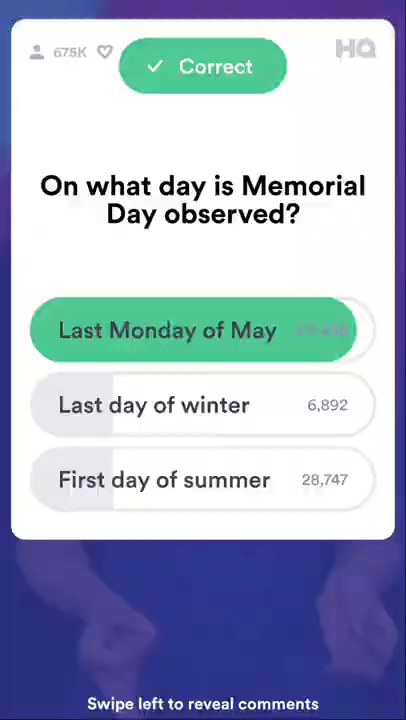 675K
Correct
HQ
On what day is Memorial
Day observed?
Last Monday of May
Last day of winter 6,892
First day of summer 28,747
Swipe left to reveal comments